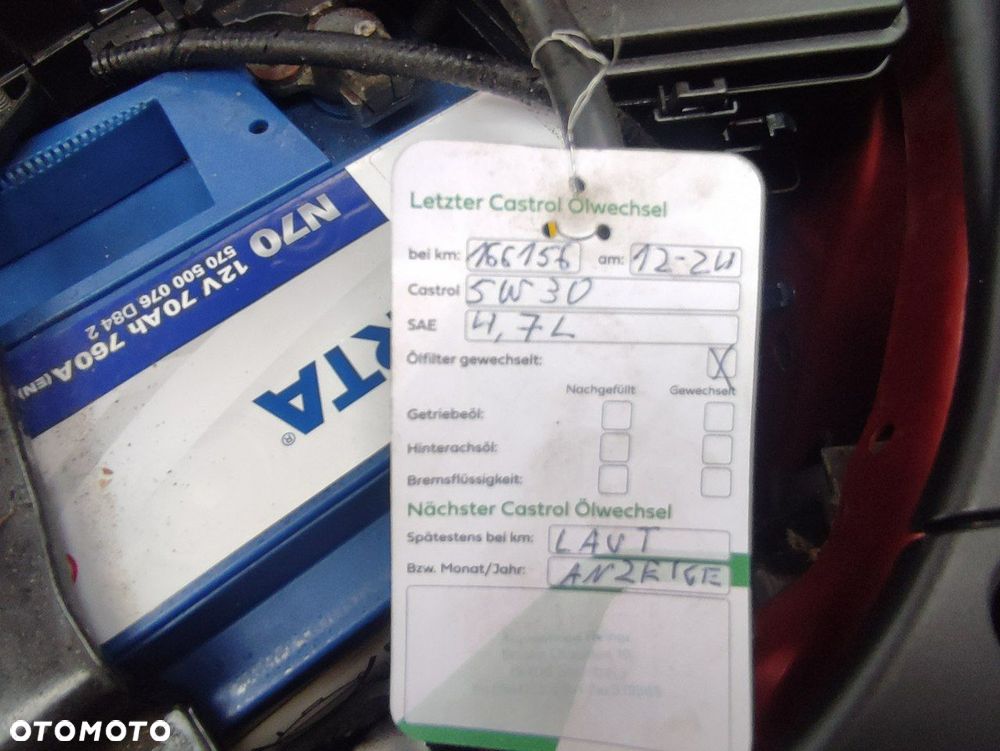 N70 12V 70Ah 760A(EN)
570 500 076 D84 2
RTA®
Letzter Castrol Ölwechsel
bei km: 166156 am: 12-24
Castrol 5W30
SAE 4,7L
Ölfilter gewechselt: X
Nachgefüllt Gewechselt
Getriebeöl:
Hinterachsöl:
Bremsflüssigkeit:
Nächster Castrol Ölwechsel
Spätestens bei km: LAUT
Bzw. Monat/Jahr: ANZEIGE
OTOMOTO